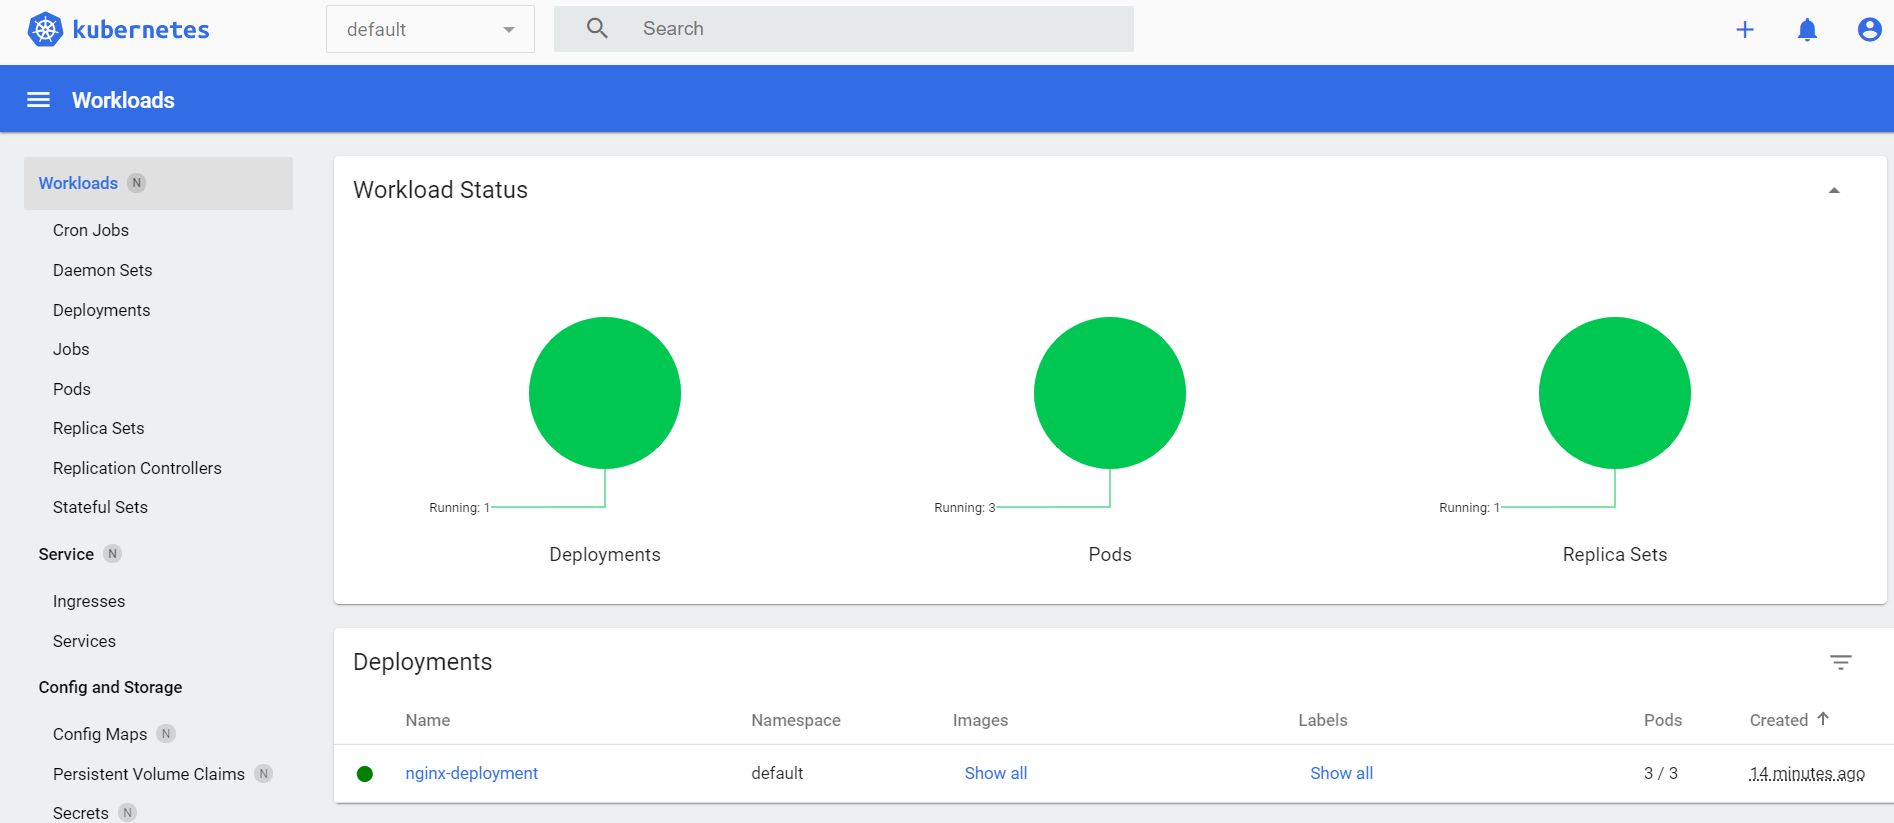 kubernetes
default
Search
Workloads
Workloads N
Cron Jobs
Daemon Sets
Deployments
Jobs
Pods
Replica Sets
Replication Controllers
Stateful Sets
Service N
Ingresses
Services
Config and Storage
Config Maps N
Persistent Volume Claims N
Secrets N
Workload Status
Running: 1
Deployments
Running: 3
Pods
Running: 1
Replica Sets
Deployments
Name Namespace Images Labels Pods Created
nginx-deployment default Show all Show all 3 / 3 14 minutes ago